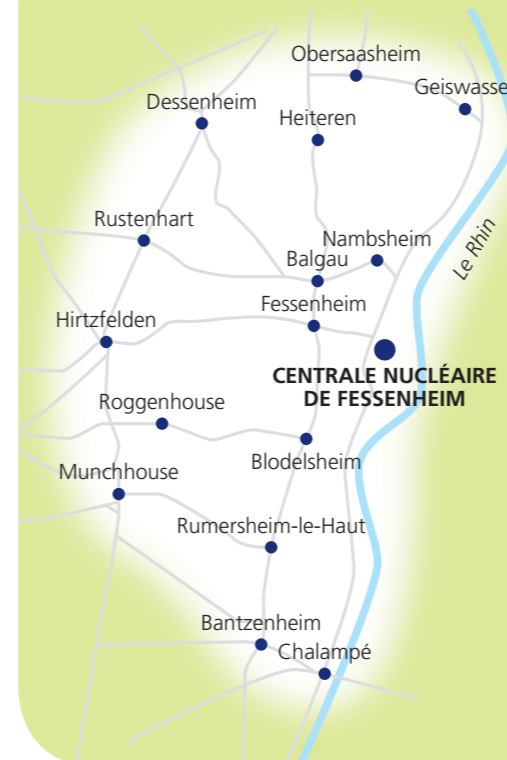 Obersaasheim
Geiswasse
Dessenheim
Heiteren
Rustenhart
Nambsheim
Le Rhin
Balgau
Fessenheim
Hirtzfelden
CENTRALE NUCLÉAIRE
DE FESSENHEIM
Roggenhouse
Blodelsheim
Munchhouse
Rumersheim-le-Haut
Bantzenheim
Chalampé